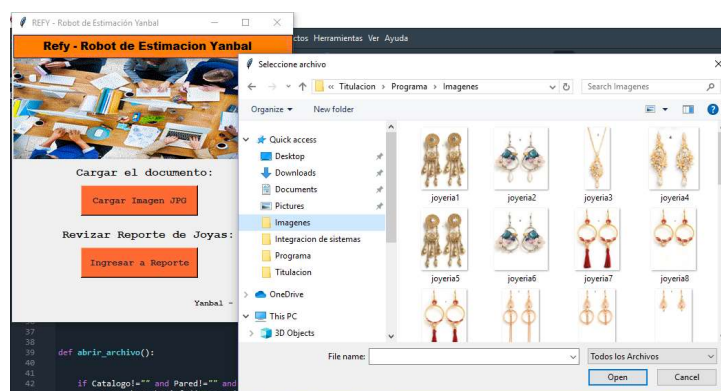 REFY - Robot de Estimación Yanbal
Refy - Robot de Estimacion Yanbal
Cargar el documento:
Cargar Imagen JPG
Revizar Reporte de Joyas:
Ingresar a Reporte
Yanbal -
ctos Herramientas Ver Ayuda
Seleccione archivo
« Titulacion > Programa > Imagenes
Search Imagenes
Organize
New folder
Quick access
Desktop
Downloads
Documents
Pictures
Imagenes
Integracion de sistemas
Programa
Titulacion
OneDrive
This PC
3D Objects
joyeria1
joyeria2
joyeria3
joyeria4
joyeria5
joyeria6
joyeria7
joyeria8
File name:
Todos los Archivos
Open
Cancel
37
38
39 def abrir_archivo():
40
41
42 if Catalogo!="" and Pared!="" and